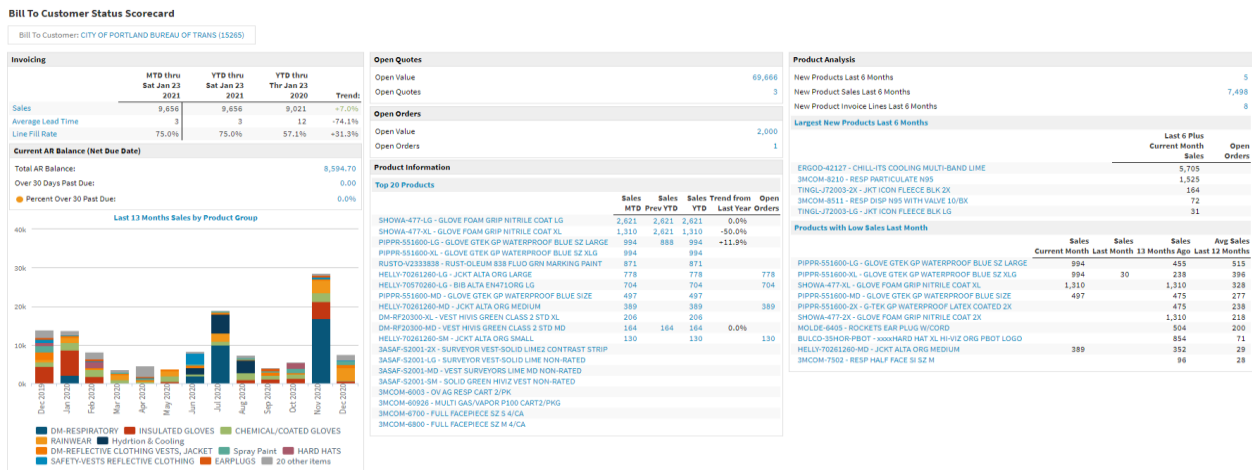 Bill To Customer Status Scorecard
Bill To Customer: CITY OF PORTLAND BUREAU OF TRANS (15265)
Invoicing
MTD thru Sat Jan 23 2021 YTD thru Sat Jan 23 2021 YTD thru Thr Jan 23 2020 Trend:
Sales 9,656 9,656 9,021 +7.0%
Average Lead Time 3 3 12 -74.1%
Line Fill Rate 75.0% 75.0% 57.1% +31.3%
Current AR Balance (Net Due Date)
Total AR Balance: 8,594.70
Over 30 Days Past Due: 0.00
Percent Over 30 Past Due: 0.0%
Last 13 Months Sales by Product Group
40k
30k
20k
10k
0k
Dec 2019 Jan 2020 Feb 2020 Mar 2020 Apr 2020 May 2020 Jun 2020 Jul 2020 Aug 2020 Sep 2020 Oct 2020 Nov 2020 Dec 2020
DM-RESPIRATORY INSULATED GLOVES CHEMICAL/COATED GLOVES
RAINWEAR Hydrtion & Cooling
DM-REFLECTIVE CLOTHING VESTS, JACKET Spray Paint HARD HATS
SAFETY-VESTS REFLECTIVE CLOTHING EARPLUGS 20 other items
Open Quotes
Open Value 69,666
Open Quotes 3
Open Orders
Open Value 2,000
Open Orders 1
Product Information
Top 20 Products
Sales MTD Sales Prev YTD Sales YTD Trend from Last Year Open Orders
SHOWA-477-LG - GLOVE FOAM GRIP NITRILE COAT LG 2,621 2,621 2,621 0.0%
SHOWA-477-XL - GLOVE FOAM GRIP NITRILE COAT XL 1,310 2,621 1,310 -50.0%
PIPPR-551600-LG - GLOVE GTEK GP WATERPROOF BLUE SZ LARGE 994 888 994 +11.9%
PIPPR-551600-XL - GLOVE GTEK GP WATERPROOF BLUE SZ XLG 994 994
RUSTO-V2333838 - RUST-OLEUM 838 FLUO GRN MARKING PAINT 871 871
HELLY-70261260-LG - JCKT ALTA ORG LARGE 778 778 778
HELLY-70570260-LG - BIB ALTA EN471ORG LG 704 704 704
PIPPR-551600-MD - GLOVE GTEK GP WATERPROOF BLUE SIZE 497 497
HELLY-70261260-MD - JCKT ALTA ORG MEDIUM 389 389 389
DM-RF20300-XL - VEST HIVIS GREEN CLASS 2 STD XL 206 206
DM-RF20300-MD - VEST HIVIS GREEN CLASS 2 STD MD 164 164 164 0.0%
HELLY-70261260-SM - JCKT ALTA ORG SMALL 130 130 130
3ASAF-S2001-2X - SURVEYOR VEST-SOLID LIME2 CONTRAST STRIP
3ASAF-S2001-LG - SURVEYOR VEST-SOLID LIME NON-RATED
3ASAF-S2001-MD - VEST SURVEYORS LIME MD NON-RATED
3ASAF-S2001-SM - SOLID GREEN HIVIZ VEST NON-RATED
3MCOM-6003 - OV AG RESP CART 2/PK
3MCOM-60926 - MULTI GAS/VAPOR P100 CART2/PKG
3MCOM-6700 - FULL FACEPIECE SZ S 4/CA
3MCOM-6800 - FULL FACEPIECE SZ M 4/CA
Product Analysis
New Products Last 6 Months 5
New Product Sales Last 6 Months 7,498
New Product Invoice Lines Last 6 Months 8
Largest New Products Last 6 Months
Last 6 Plus Current Month Sales Open Orders
ERGOD-42127 - CHILL-ITS COOLING MULTI-BAND LIME 5,705
3MCOM-8210 - RESP PARTICULATE N95 1,525
TINGL-J72003-2X - JKT ICON FLEECE BLK 2X 164
3MCOM-8511 - RESP DISP N95 WITH VALVE 10/BX 72
TINGL-J72003-LG - JKT ICON FLEECE BLK LG 31
Products with Low Sales Last Month
Sales Current Month Sales Last Month Sales 13 Months Ago Avg Sales Last 12 Months
PIPPR-551600-LG - GLOVE GTEK GP WATERPROOF BLUE SZ LARGE 994 455 515
PIPPR-551600-XL - GLOVE GTEK GP WATERPROOF BLUE SZ XLG 994 30 238 396
SHOWA-477-XL - GLOVE FOAM GRIP NITRILE COAT XL 1,310 1,310 328
PIPPR-551600-MD - GLOVE GTEK GP WATERPROOF BLUE SIZE 497 475 277
PIPPR-551600-2X - G-TEK GP WATERPROOF LATEX COATED 2X 475 238
SHOWA-477-2X - GLOVE FOAM GRIP NITRILE COAT 2X 1,310 218
MOLDE-6405 - ROCKETS EAR PLUG W/CORD 504 200
BULCO-35HOR-PBOT - xxxxHARD HAT XL HI-VIZ ORG PBOT LOGO 854 71
HELLY-70261260-MD - JCKT ALTA ORG MEDIUM 389 352 29
3MCOM-7502 - RESP HALF FACE SI SZ M 96 28